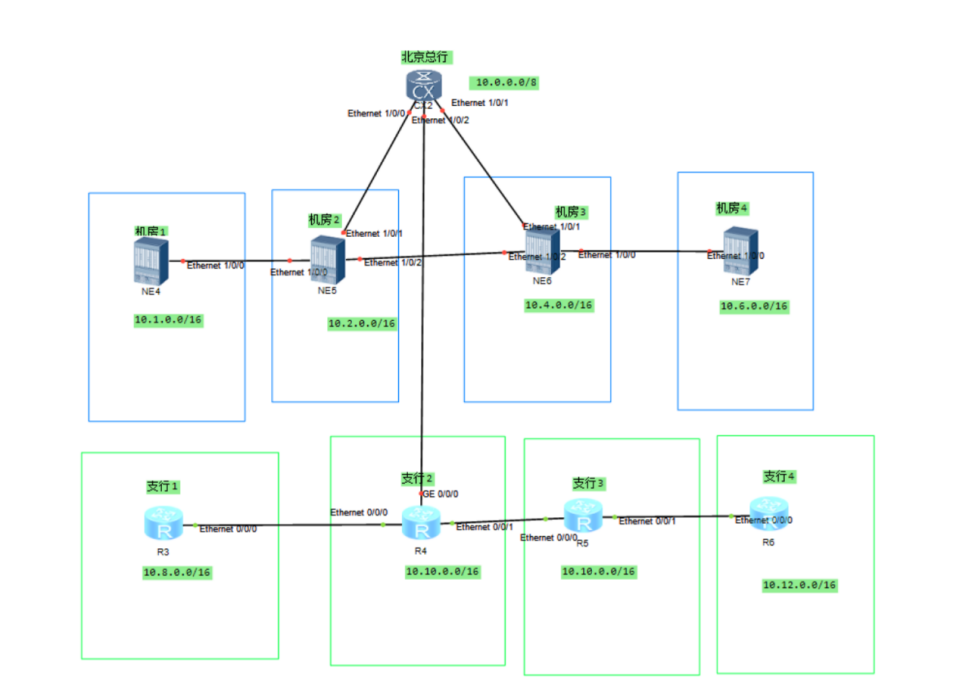 北京总行
10.0.0.0/8
CX
CX2
Ethernet 1/0/0
Ethernet 1/0/1
Ethernet 1/0/2
机房1
机房2
机房3
机房4
Ethernet 1/0/1
Ethernet 1/0/1
Ethernet 1/0/0
Ethernet 1/0/0
Ethernet 1/0/2
Ethernet 1/0/2
Ethernet 1/0/0
Ethernet 1/0/0
NE4
NE5
NE6
NE7
10.1.0.0/16
10.2.0.0/16
10.4.0.0/16
10.6.0.0/16
支行1
支行2
支行3
支行4
GE 0/0/0
Ethernet 0/0/0
Ethernet 0/0/0
Ethernet 0/0/1
Ethernet 0/0/0
Ethernet 0/0/1
Ethernet 0/0/0
R
R
R
R
R3
R4
R5
R6
10.8.0.0/16
10.10.0.0/16
10.10.0.0/16
10.12.0.0/16